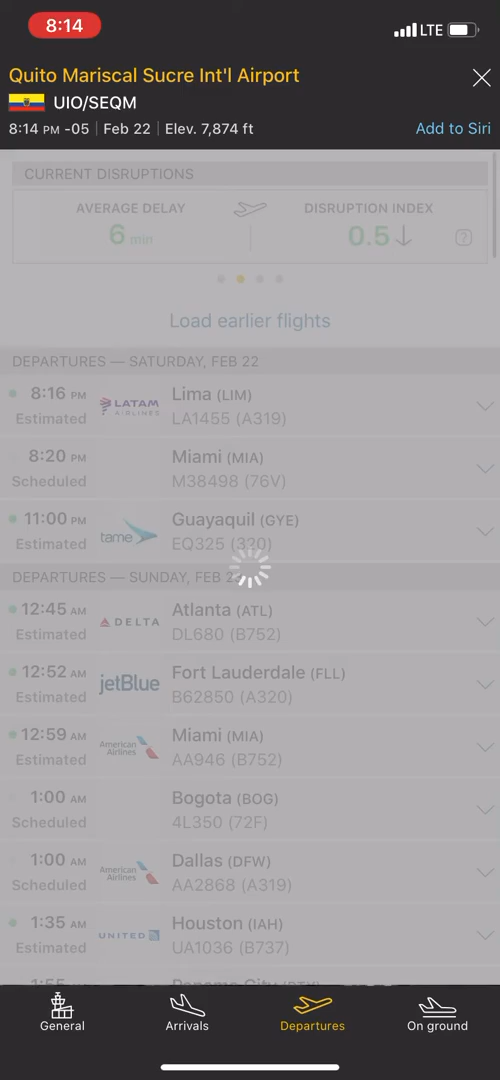 8:14
LTE
Quito Mariscal Sucre Int'l Airport
UIO/SEQM
8:14 PM -05 | Feb 22 | Elev. 7,874 ft
Add to Siri
CURRENT DISRUPTIONS
AVERAGE DELAY
DISRUPTION INDEX
6 min
0.5
?
Load earlier flights
DEPARTURES — SATURDAY, FEB 22
8:16 PM
Estimated
LATAM
AIRLINES
Lima (LIM)
LA1455 (A319)
8:20 PM
Scheduled
Miami (MIA)
M38498 (76V)
11:00 PM
Estimated
tame
Guayaquil (GYE)
EQ325 (320)
DEPARTURES — SUNDAY, FEB
12:45 AM
Estimated
DELTA
Atlanta (ATL)
DL680 (B752)
12:52 AM
Estimated
jetBlue
Fort Lauderdale (FLL)
B62850 (A320)
12:59 AM
Estimated
American
Airlines
Miami (MIA)
AA946 (B752)
1:00 AM
Scheduled
Bogota (BOG)
4L350 (72F)
1:00 AM
Scheduled
American
Airlines
Dallas (DFW)
AA2868 (A319)
1:35 AM
Estimated
UNITED
Houston (IAH)
UA1036 (B737)
1:55 AM
Panama City (PTY)
General
Arrivals
Departures
On ground